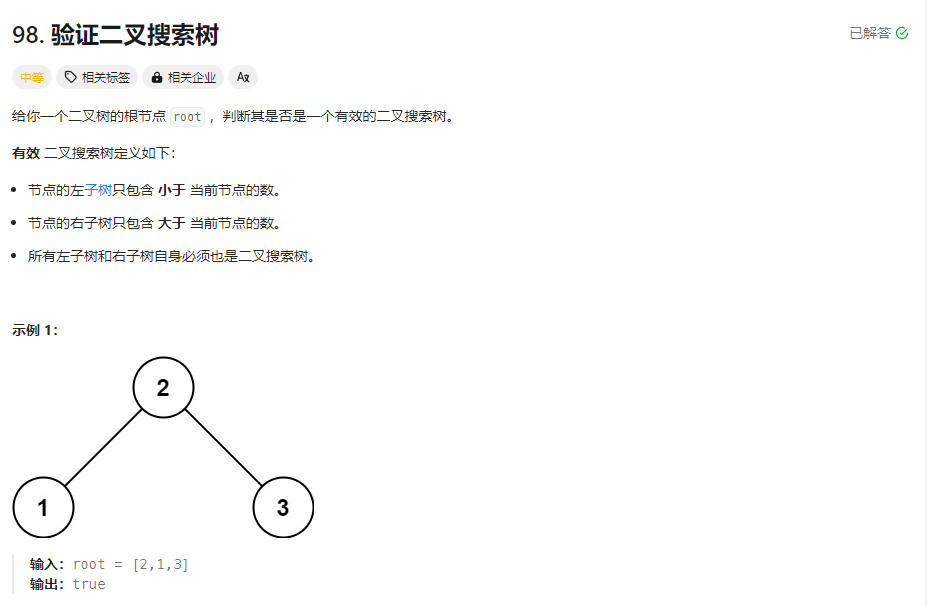 98. 验证二叉搜索树
已解答
中等 相关标签 相关企业 Aあ
给你一个二叉树的根节点 root ，判断其是否是一个有效的二叉搜索树。
有效 二叉搜索树定义如下：
节点的左子树只包含 小于 当前节点的数。
节点的右子树只包含 大于 当前节点的数。
所有左子树和右子树自身必须也是二叉搜索树。
示例 1：
2
1
3
输入：root = [2,1,3]
输出：true